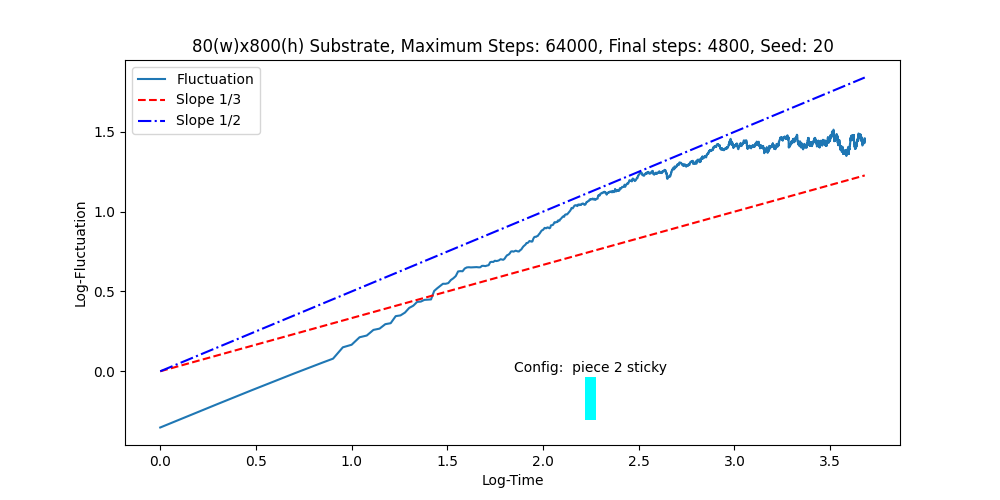 80(w)x800(h) Substrate, Maximum Steps: 64000, Final steps: 4800, Seed: 20
Fluctuation
Slope 1/3
Slope 1/2
1.5
1.0
0.5
0.0
Log-Fluctuation
Config:  piece 2 sticky
0.0 0.5 1.0 1.5 2.0 2.5 3.0 3.5
Log-Time